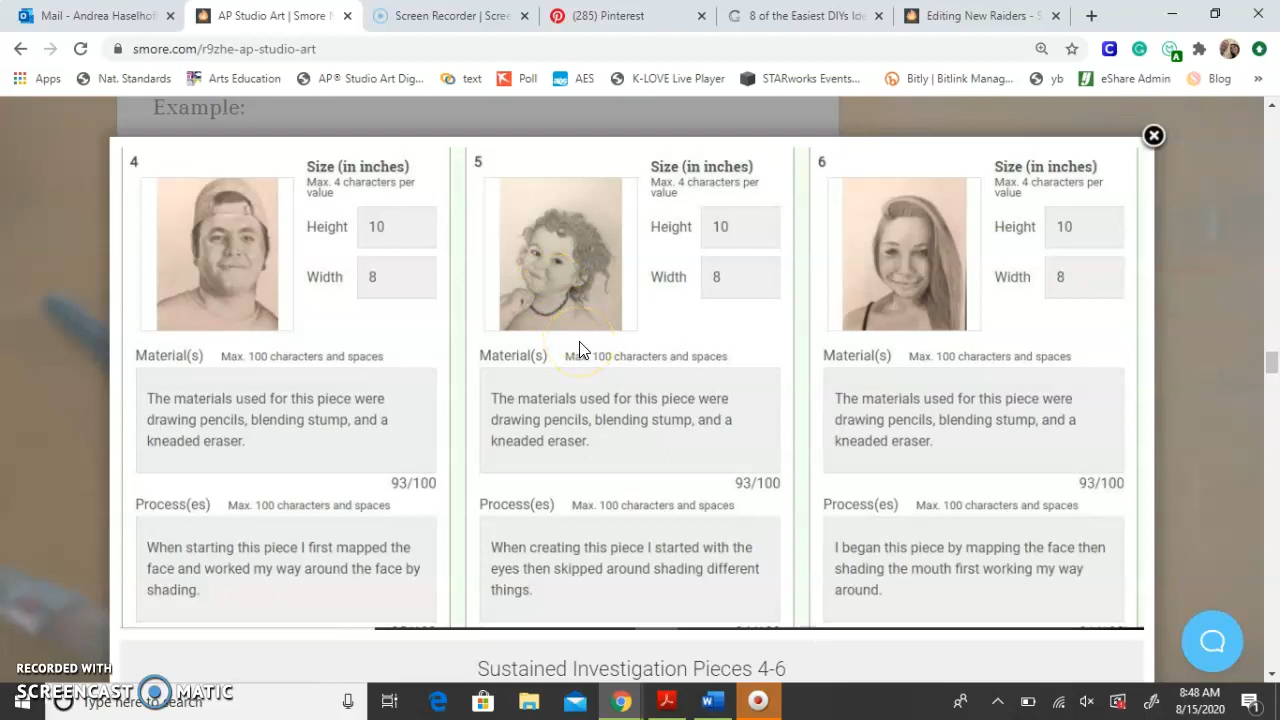 Mail - Andrea Haselhof
AP Studio Art | Smore N
Screen Recorder | Scree
(285) Pinterest
8 of the Easiest DIYs Ide
Editing New Raiders - S
smore.com/r9zhe-ap-studio-art
Apps
Nat. Standards
Arts Education
AP® Studio Art Dig...
text
Poll
AES
K-LOVE Live Player
STARworks Events...
Bitly | Bitlink Manag...
yb
eShare Admin
Blog
Example:
4
Size (in inches)
Max. 4 characters per
value
Height 10
Width 8
Material(s) Max. 100 characters and spaces
The materials used for this piece were
drawing pencils, blending stump, and a
kneaded eraser.
93/100
Process(es) Max. 100 characters and spaces
When starting this piece I first mapped the
face and worked my way around the face by
shading.
5
Size (in inches)
Max. 4 characters per
value
Height 10
Width 8
Material(s) Max. 100 characters and spaces
The materials used for this piece were
drawing pencils, blending stump, and a
kneaded eraser.
93/100
Process(es) Max. 100 characters and spaces
When creating this piece I started with the
eyes then skipped around shading different
things.
6
Size (in inches)
Max. 4 characters per
value
Height 10
Width 8
Material(s) Max. 100 characters and spaces
The materials used for this piece were
drawing pencils, blending stump, and a
kneaded eraser.
93/100
Process(es) Max. 100 characters and spaces
I began this piece by mapping the face then
shading the mouth first working my way
around.
Sustained Investigation Pieces 4-6
RECORDED WITH
SCREENCAST MATIC
Type here to search
8:48 AM
8/15/2020